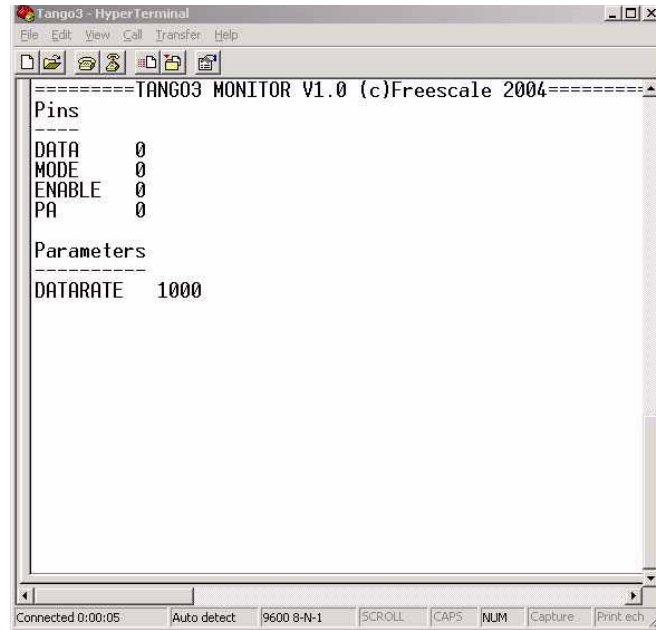 Tango3 - HyperTerminal
File Edit View Call Transfer Help
=========TANGO3 MONITOR V1.0 (c)Freescale 2004=========
Pins
----
DATA 0
MODE 0
ENABLE 0
PA 0
Parameters
----------
DATARATE 1000
Connected 0:00:05 Auto detect 9600 8-N-1 SCROLL CAPS NUM Capture Print ech